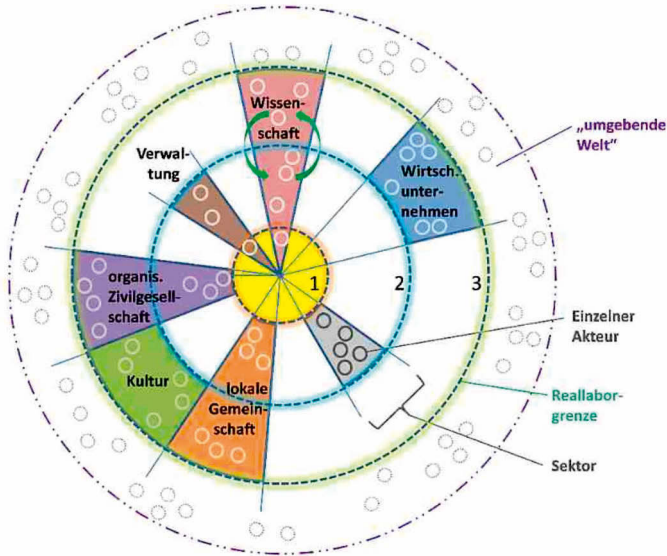 Wissen-
schaft
„umgebende
Welt"
Verwal-
tung
Wirtsch.
unter-
nehmen
organis.
Zivilgesell-
schaft
1
2
3
Einzelner
Akteur
Kultur
lokale
Gemein-
schaft
Reallabor-
grenze
Sektor